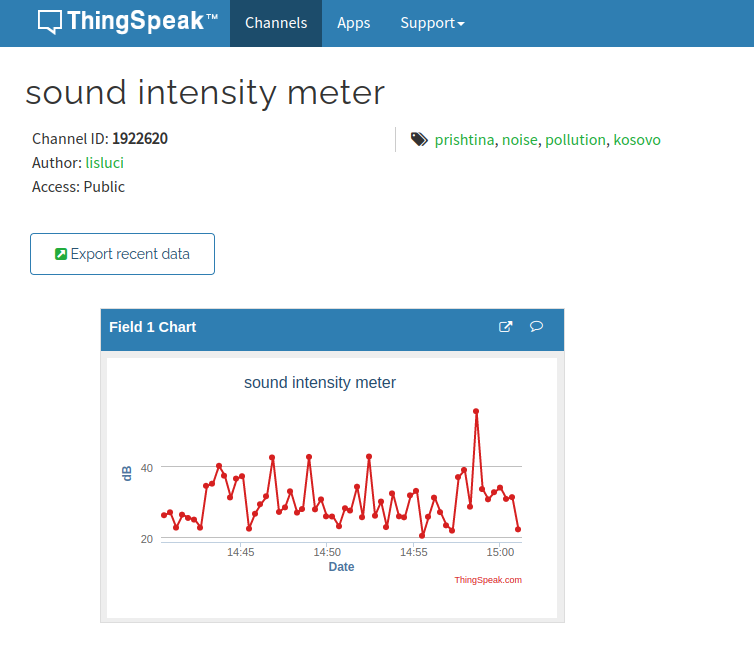 ThingSpeak™ Channels Apps Support
sound intensity meter
Channel ID: 1922620
Author: lisluci
Access: Public
prishtina, noise, pollution, kosovo
Export recent data
Field 1 Chart
sound intensity meter
dB
40
20
14:45 14:50 14:55 15:00
Date
ThingSpeak.com